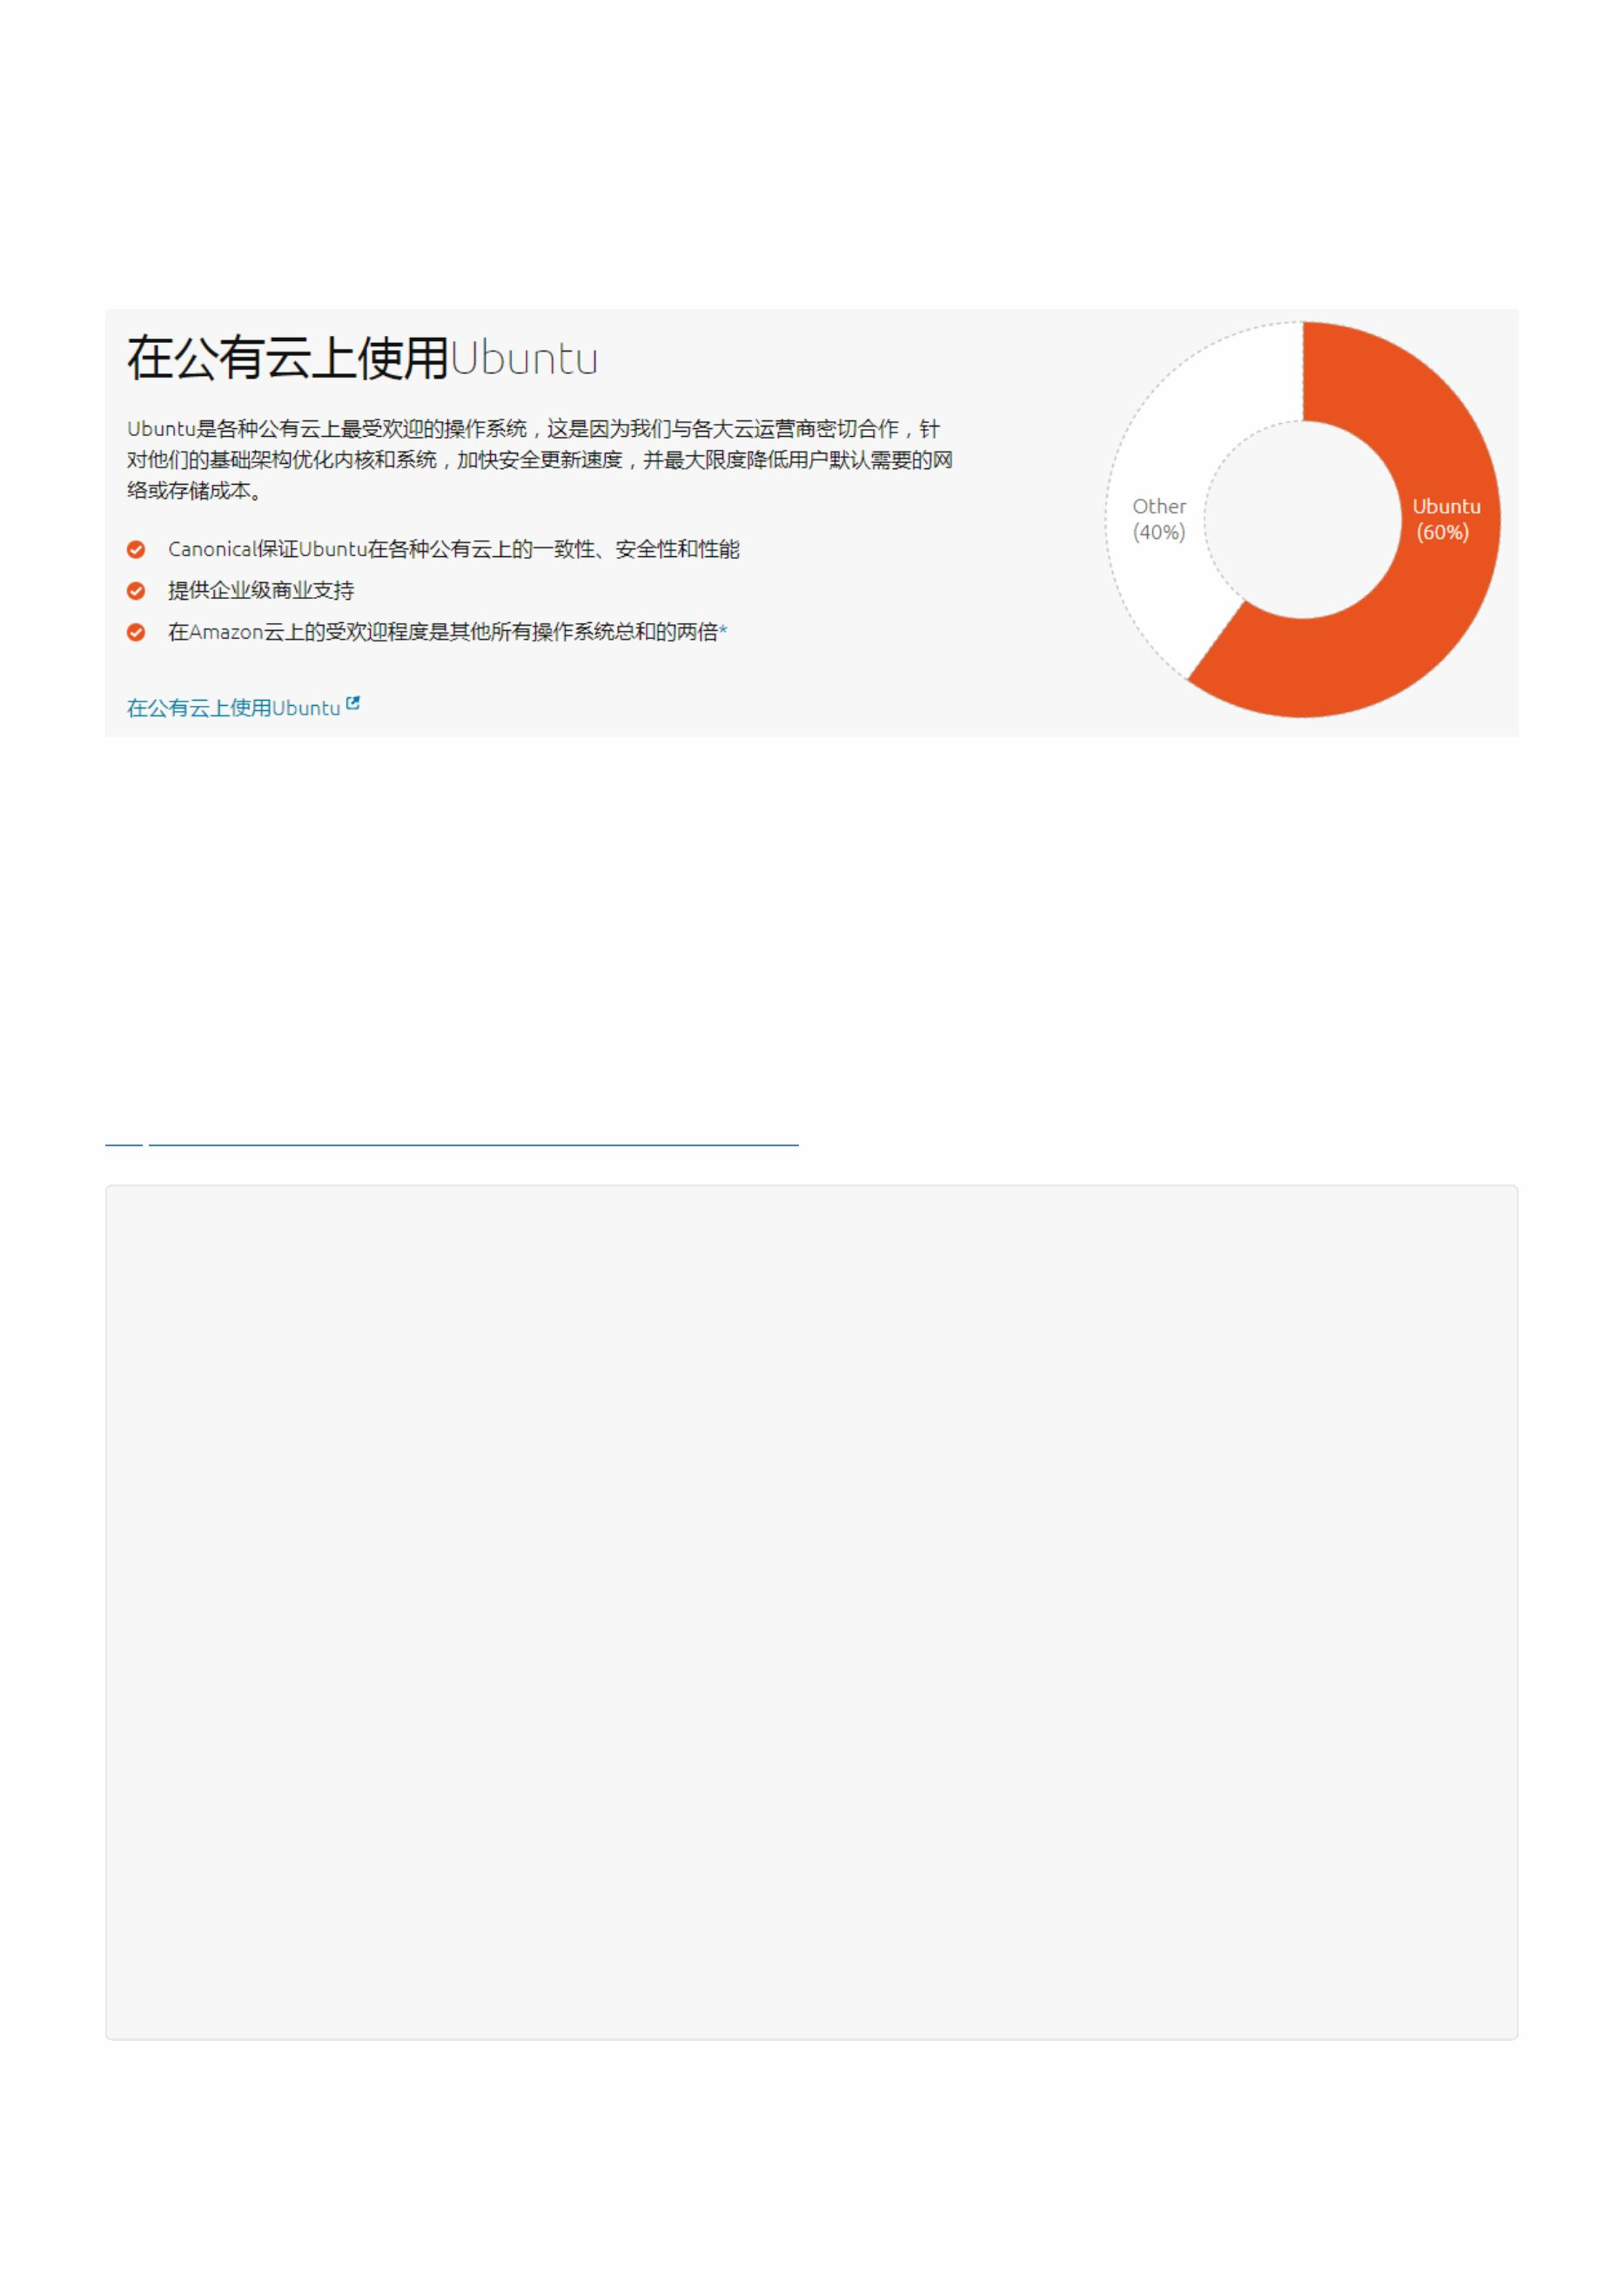 在公有云上使用Ubuntu
Ubuntu是各种公有云上最受欢迎的操作系统，这是因为我们与各大云运营商密切合作，针
对他们的基础架构优化内核和系统，加快安全更新速度，并最大限度降低用户默认需要的网
络或存储成本。
Canonical保证Ubuntu在各种公有云上的一致性、安全性和性能
提供企业级商业支持
在Amazon云上的受欢迎程度是其他所有操作系统总和的两倍*
在公有云上使用Ubuntu
Other
(40%)
Ubuntu
(60%)